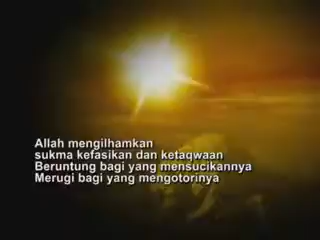 Allah mengilhamkan
sukma kefasikan dan ketaqwaan
Beruntung bagi yang mensucikannya
Merugi bagi yang mengotorinya